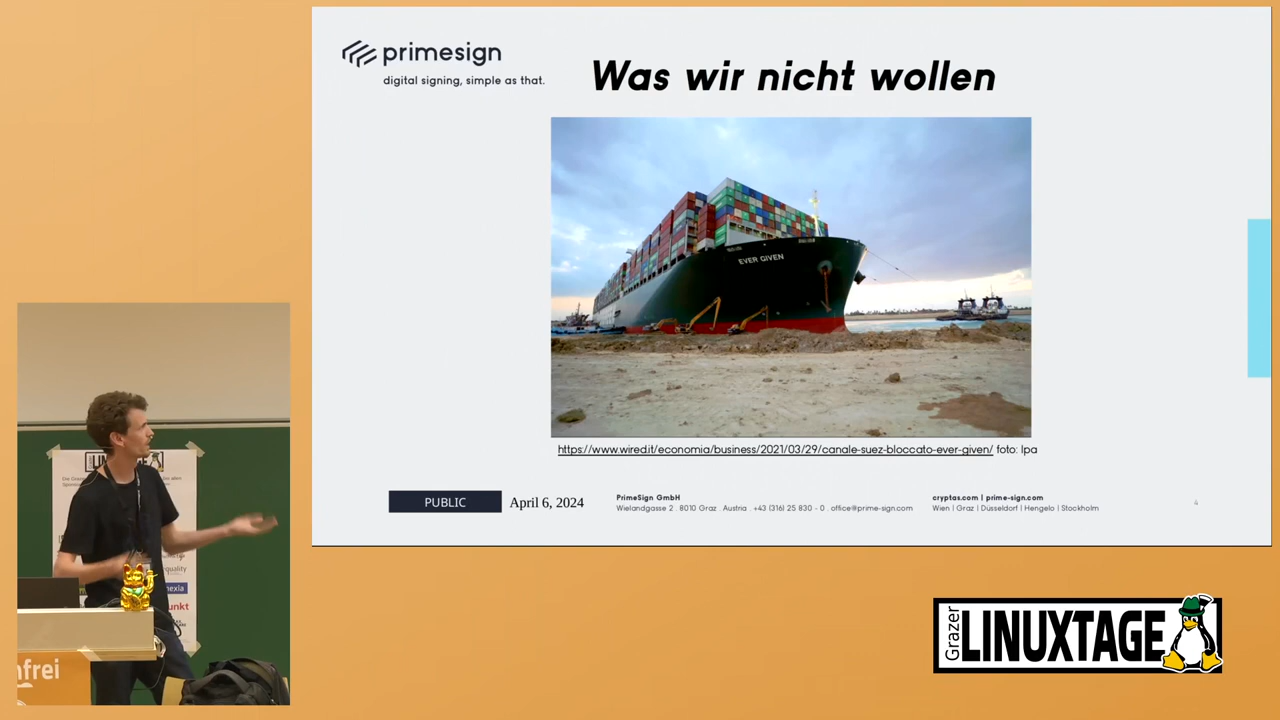 primesign
digital signing, simple as that.
Was wir nicht wollen
EVER GIVEN
https://www.wired.it/economia/business/2021/03/29/canale-suez-bloccato-ever-given/ foto: Ipa
PUBLIC
April 6, 2024
PrimeSign GmbH
Wielandgasse 2 . 8010 Graz . Austria . +43 (316) 25 830 - 0 . office@prime-sign.com
cryptas.com | prime-sign.com
Wien | Graz | Düsseldorf | Hengelo | Stockholm
4
Grazer
LINUXTAGE